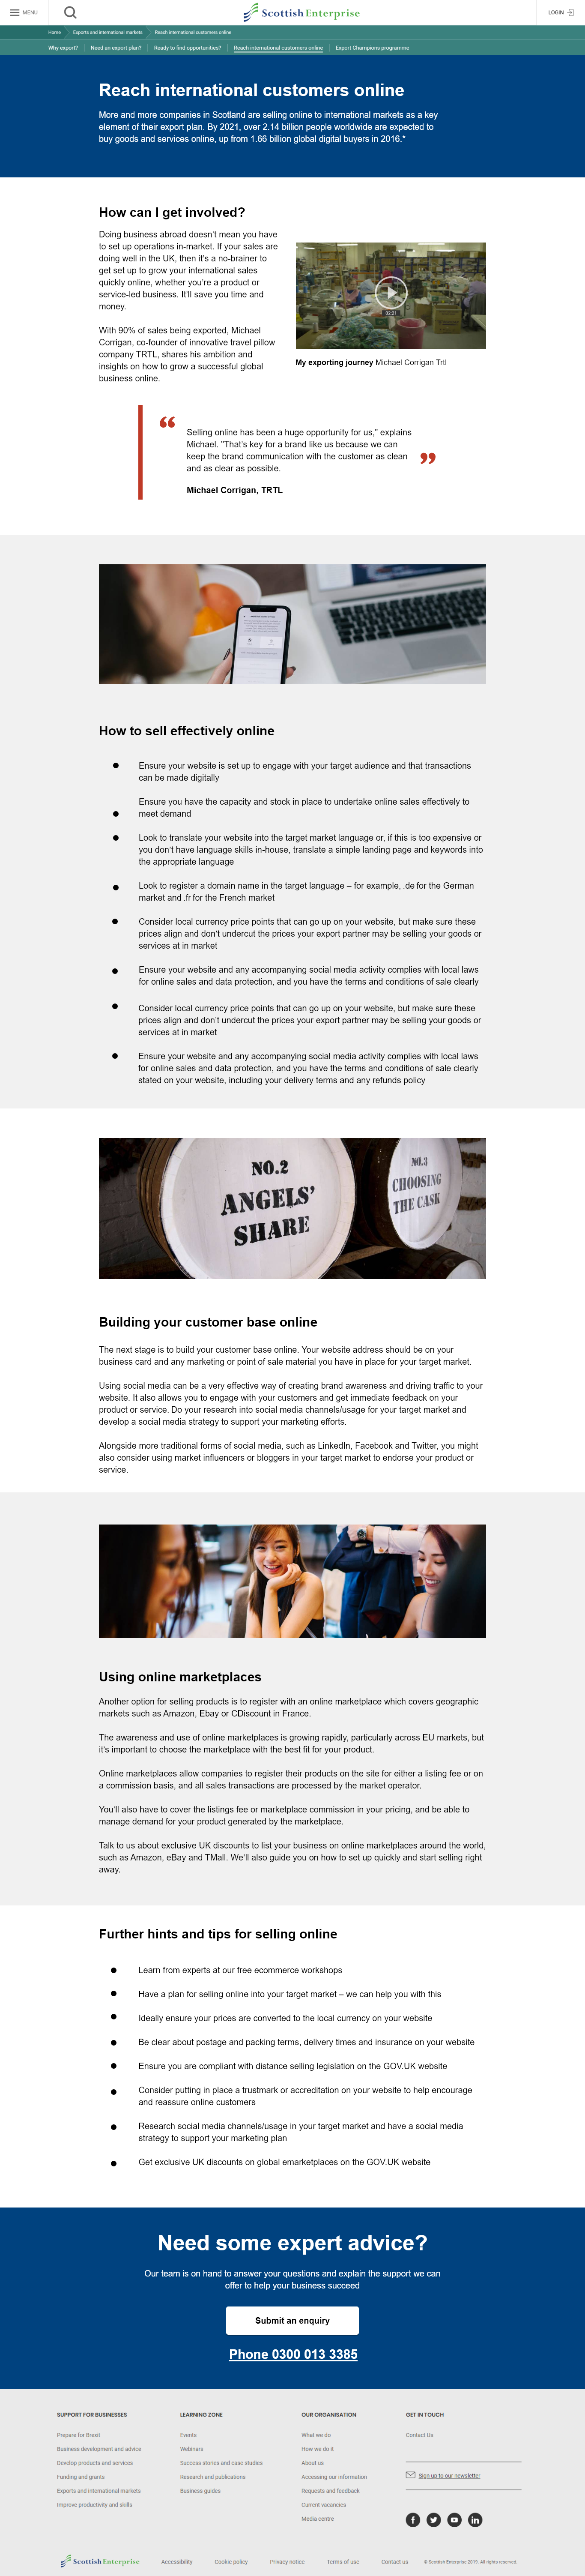 MENU
Scottish Enterprise
LOGIN
Home
Exports and international markets
Reach international customers online
Why export?
Need an export plan?
Ready to find opportunities?
Reach international customers online
Export Champions programme
Reach international customers online
More and more companies in Scotland are selling online to international markets as a key
element of their export plan. By 2021, over 2.14 billion people worldwide are expected to
buy goods and services online, up from 1.66 billion global digital buyers in 2016.*
How can I get involved?
Doing business abroad doesn't mean you have
to set up operations in-market. If your sales are
doing well in the UK, then it's a no-brainer to
get set up to grow your international sales
quickly online, whether you're a product or
service-led business. It'll save you time and
money.
With 90% of sales being exported, Michael
Corrigan, co-founder of innovative travel pillow
company TRTL, shares his ambition and
insights on how to grow a successful global
business online.
02:21
My exporting journey Michael Corrigan Trtl
“
Selling online has been a huge opportunity for us," explains
Michael. "That's key for a brand like us because we can
keep the brand communication with the customer as clean
and as clear as possible.
”
Michael Corrigan, TRTL
How to sell effectively online
Ensure your website is set up to engage with your target audience and that transactions
can be made digitally
Ensure you have the capacity and stock in place to undertake online sales effectively to
meet demand
Look to translate your website into the target market language or, if this is too expensive or
you don't have language skills in-house, translate a simple landing page and keywords into
the appropriate language
Look to register a domain name in the target language – for example, .de for the German
market and .fr for the French market
Consider local currency price points that can go up on your website, but make sure these
prices align and don't undercut the prices your export partner may be selling your goods or
services at in market
Ensure your website and any accompanying social media activity complies with local laws
for online sales and data protection, and you have the terms and conditions of sale clearly
Consider local currency price points that can go up on your website, but make sure these
prices align and don't undercut the prices your export partner may be selling your goods or
services at in market
Ensure your website and any accompanying social media activity complies with local laws
for online sales and data protection, and you have the terms and conditions of sale clearly
stated on your website, including your delivery terms and any refunds policy
NO.2
ANGELS'
SHARE
NO.3
CHOOSING
THE CASK
Building your customer base online
The next stage is to build your customer base online. Your website address should be on your
business card and any marketing or point of sale material you have in place for your target market.
Using social media can be a very effective way of creating brand awareness and driving traffic to your
website. It also allows you to engage with your customers and get immediate feedback on your
product or service. Do your research into social media channels/usage for your target market and
develop a social media strategy to support your marketing efforts.
Alongside more traditional forms of social media, such as LinkedIn, Facebook and Twitter, you might
also consider using market influencers or bloggers in your target market to endorse your product or
service.
Using online marketplaces
Another option for selling products is to register with an online marketplace which covers geographic
markets such as Amazon, Ebay or CDiscount in France.
The awareness and use of online marketplaces is growing rapidly, particularly across EU markets, but
it's important to choose the marketplace with the best fit for your product.
Online marketplaces allow companies to register their products on the site for either a listing fee or on
a commission basis, and all sales transactions are processed by the market operator.
You'll also have to cover the listings fee or marketplace commission in your pricing, and be able to
manage demand for your product generated by the marketplace.
Talk to us about exclusive UK discounts to list your business on online marketplaces around the world,
such as Amazon, eBay and TMall. We'll also guide you on how to set up quickly and start selling right
away.
Further hints and tips for selling online
Learn from experts at our free ecommerce workshops
Have a plan for selling online into your target market – we can help you with this
Ideally ensure your prices are converted to the local currency on your website
Be clear about postage and packing terms, delivery times and insurance on your website
Ensure you are compliant with distance selling legislation on the GOV.UK website
Consider putting in place a trustmark or accreditation on your website to help encourage
and reassure online customers
Research social media channels/usage in your target market and have a social media
strategy to support your marketing plan
Get exclusive UK discounts on global emarketplaces on the GOV.UK website
Need some expert advice?
Our team is on hand to answer your questions and explain the support we can
offer to help your business succeed
Submit an enquiry
Phone 0300 013 3385
SUPPORT FOR BUSINESSES
Prepare for Brexit
Business development and advice
Develop products and services
Funding and grants
Exports and international markets
Improve productivity and skills
LEARNING ZONE
Events
Webinars
Success stories and case studies
Research and publications
Business guides
OUR ORGANISATION
What we do
How we do it
About us
Accessing our information
Requests and feedback
Current vacancies
Media centre
GET IN TOUCH
Contact Us
Sign up to our newsletter
Scottish Enterprise
Accessibility
Cookie policy
Privacy notice
Terms of use
Contact us
© Scottish Enterprise 2019. All rights reserved.